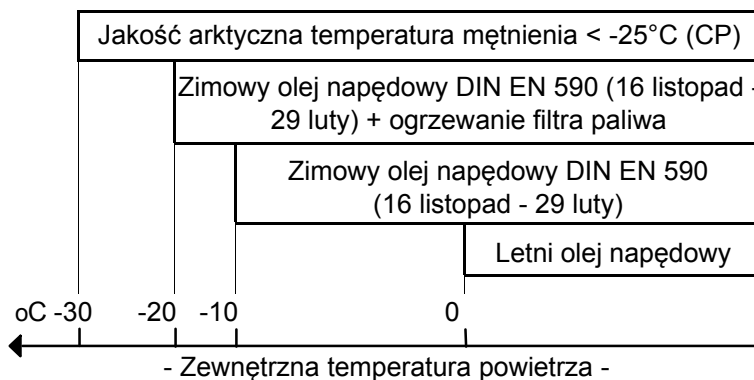 Jakość arktyczna temperatura mętnienia < -25°C (CP)
Zimowy olej napędowy DIN EN 590 (16 listopad -
29 luty) + ogrzewanie filtra paliwa
Zimowy olej napędowy DIN EN 590
(16 listopad - 29 luty)
Letni olej napędowy
oC -30 -20 -10 0
- Zewnętrzna temperatura powietrza -